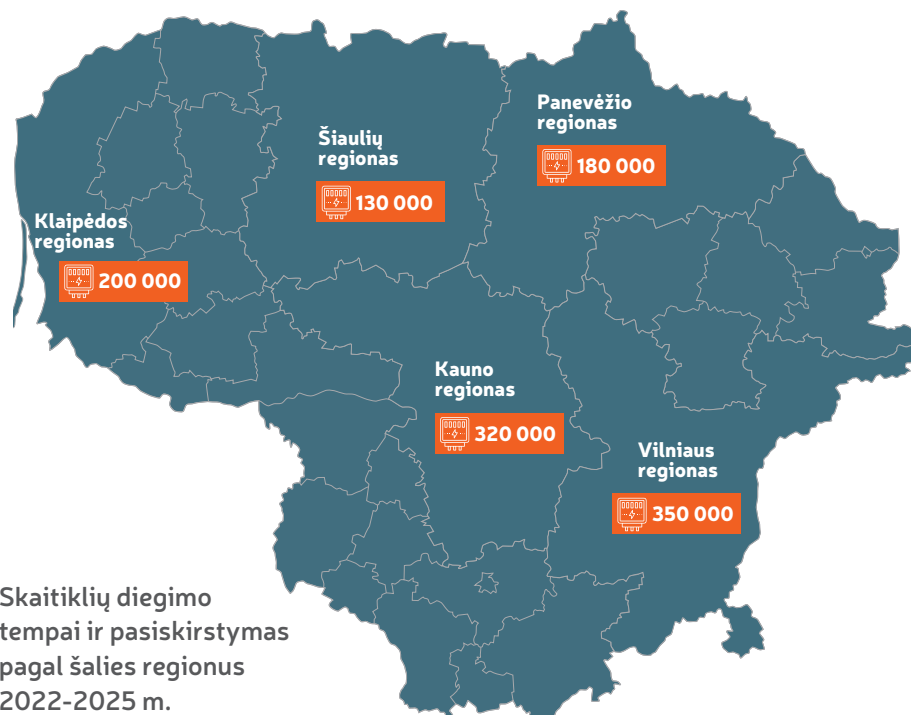 Panevėžio
regionas
180 000
Šiaulių
regionas
130 000
Klaipėdos
regionas
200 000
Kauno
regionas
320 000
Vilniaus
regionas
350 000
Skaitiklių diegimo
tempai ir pasiskirstymas
pagal šalies regionus
2022-2025 m.